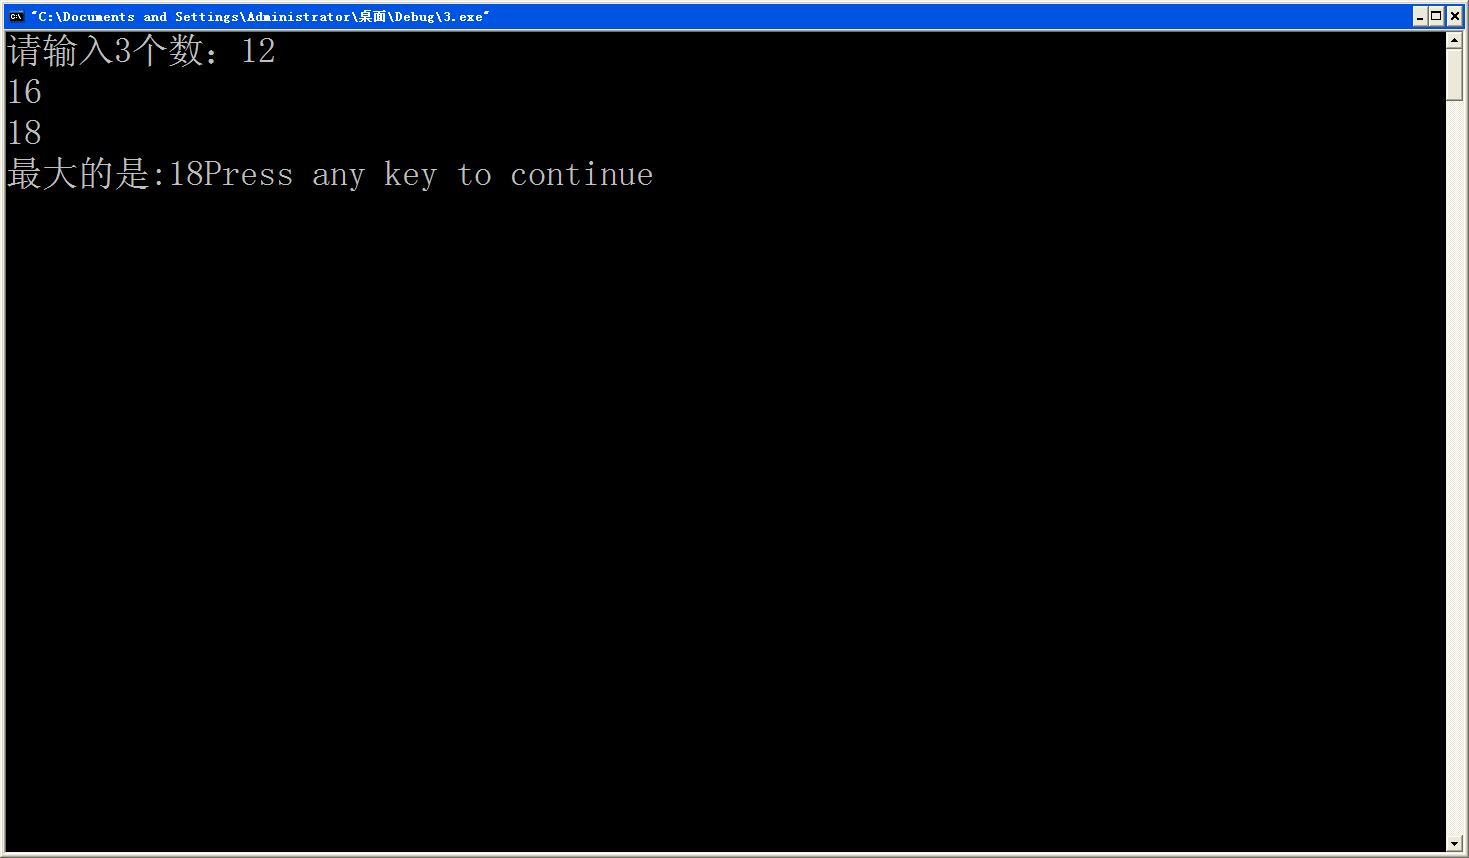 "C:\Documents and Settings\Administrator\桌面\Debug\3.exe"
请输入3个数：12
16
18
最大的是:18Press any key to continue